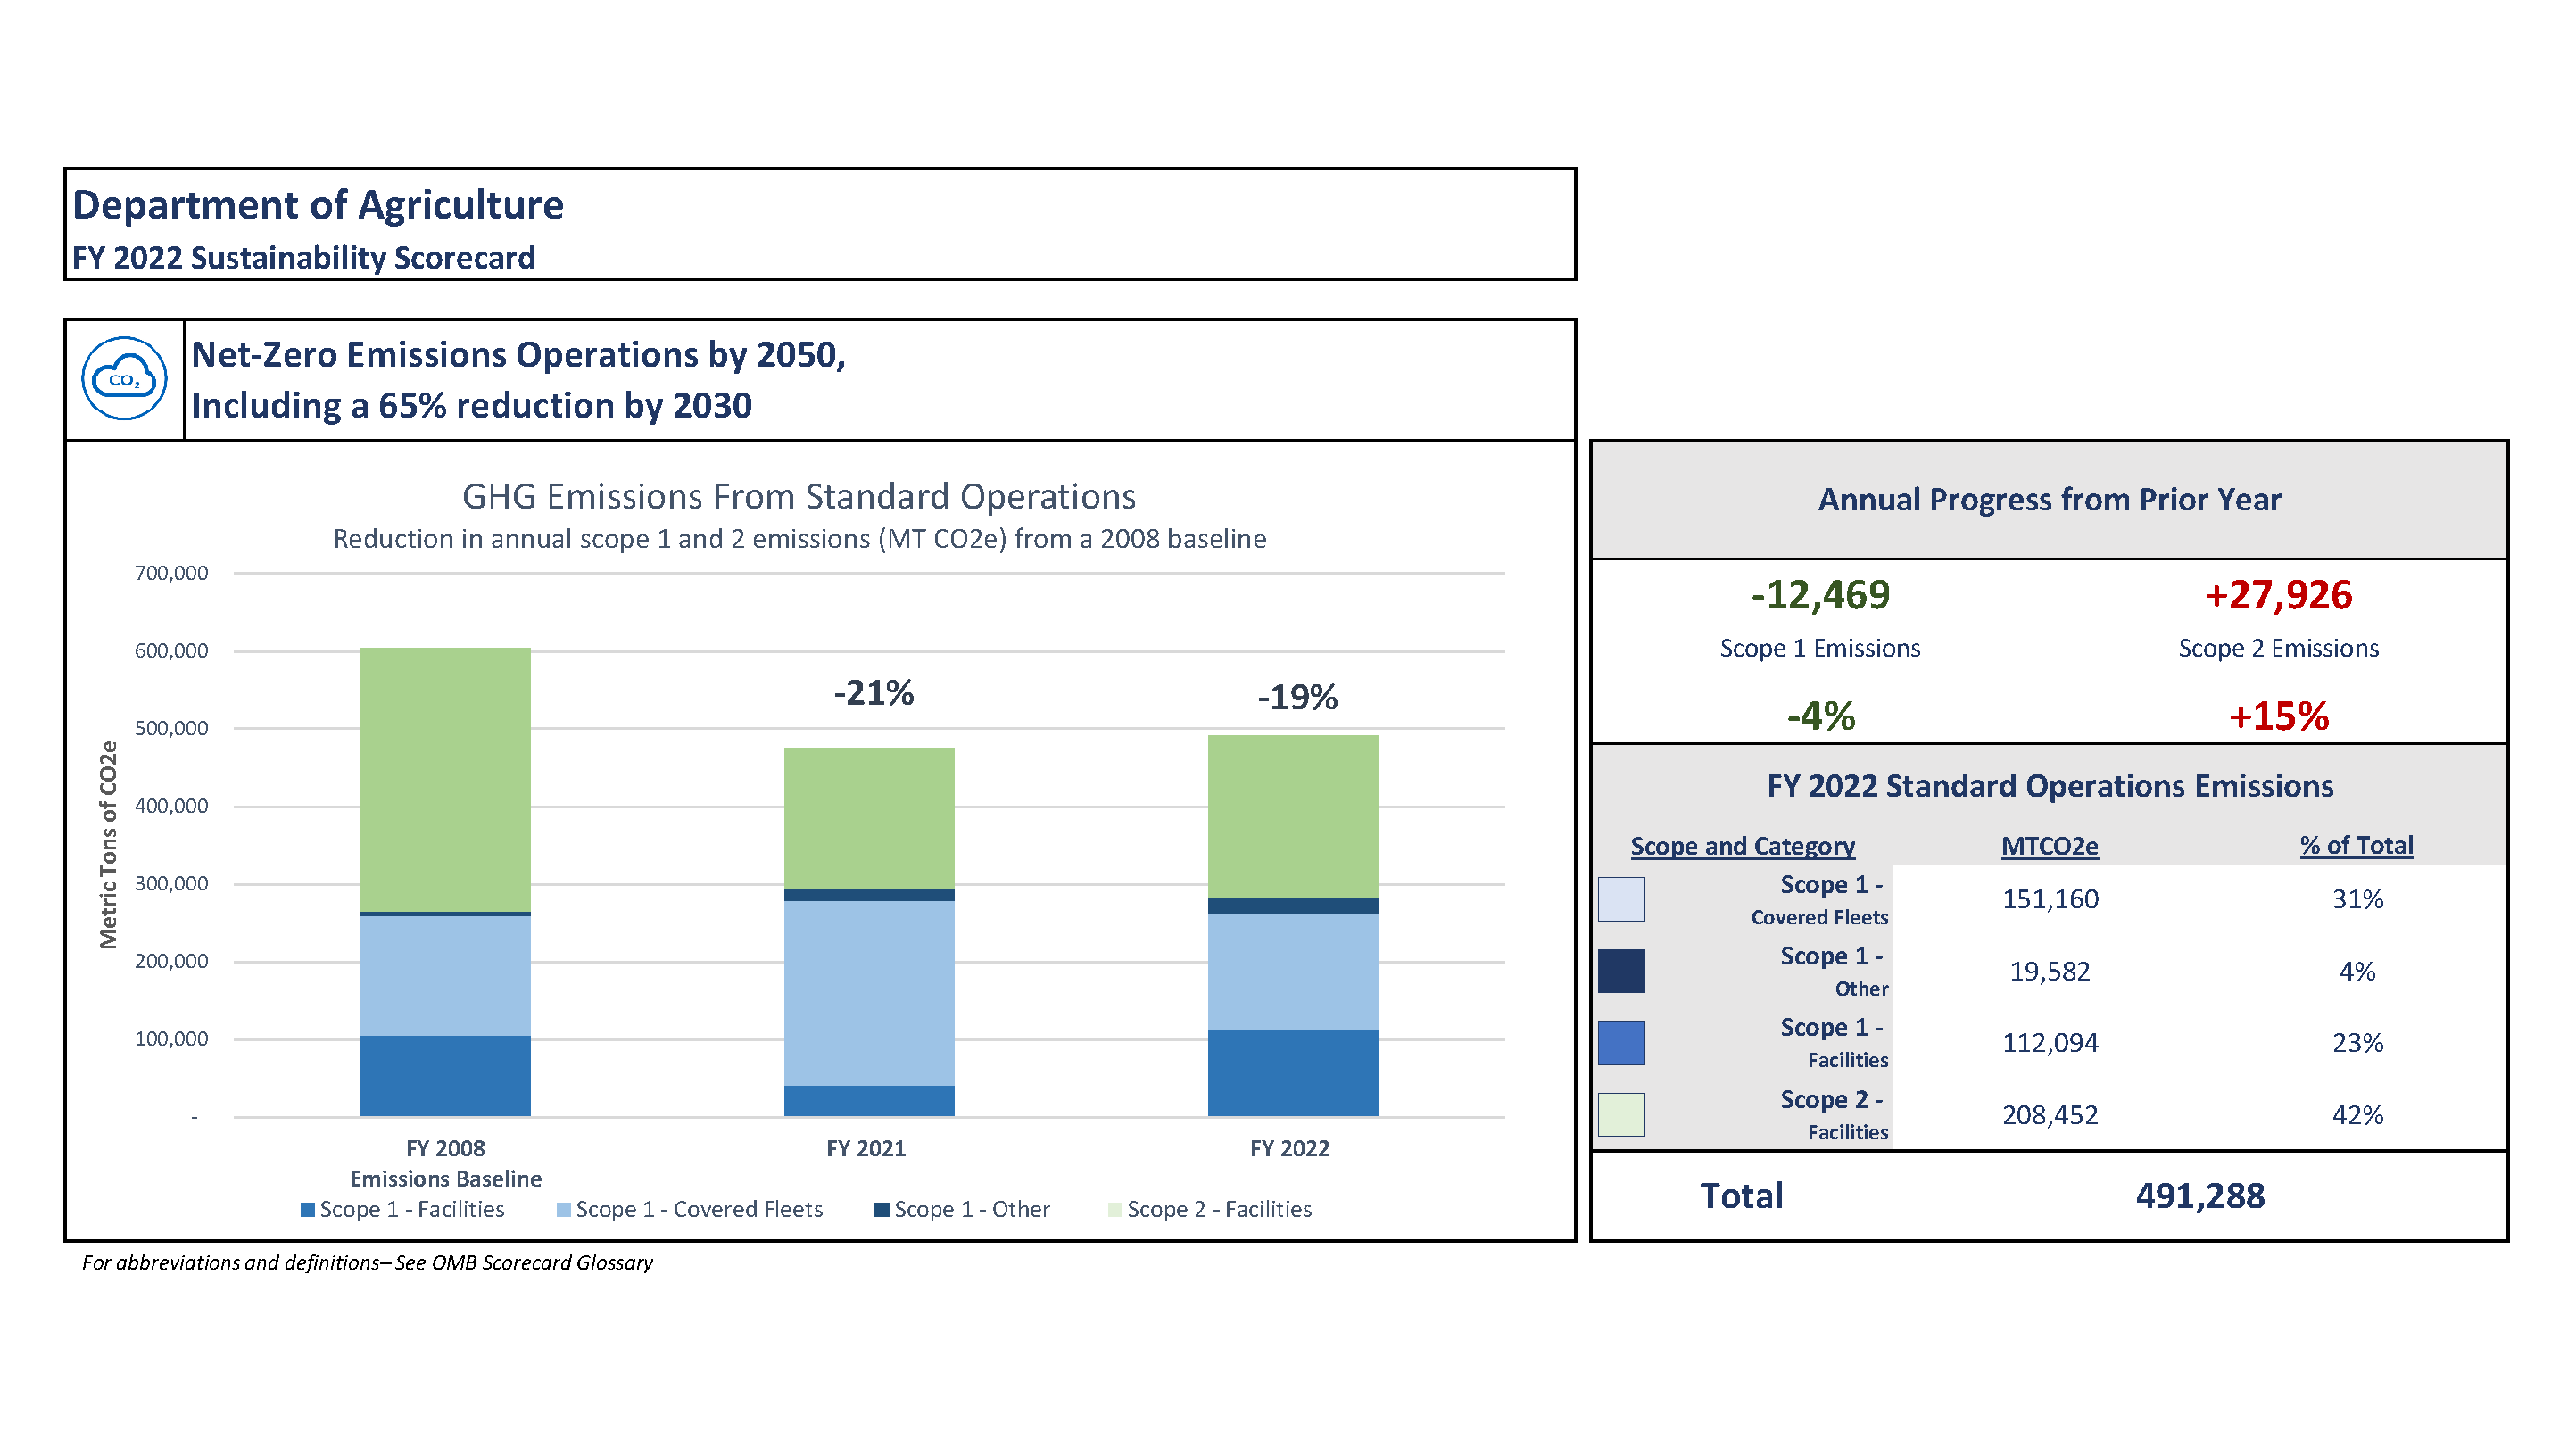 Department of Agriculture
FY 2022 Sustainability Scorecard
CO₂
Net-Zero Emissions Operations by 2050,
Including a 65% reduction by 2030
GHG Emissions From Standard Operations
Reduction in annual scope 1 and 2 emissions (MT CO2e) from a 2008 baseline
Metric Tons of CO2e
700,000
600,000
500,000
400,000
300,000
200,000
100,000
-
-21%
-19%
FY 2008
Emissions Baseline
FY 2021
FY 2022
Scope 1 - Facilities
Scope 1 - Covered Fleets
Scope 1 - Other
Scope 2 - Facilities
Annual Progress from Prior Year
-12,469
Scope 1 Emissions
-4%
+27,926
Scope 2 Emissions
+15%
FY 2022 Standard Operations Emissions
Scope and Category MTCO2e % of Total
Scope 1 -
Covered Fleets
151,160 31%
Scope 1 -
Other
19,582 4%
Scope 1 -
Facilities
112,094 23%
Scope 2 -
Facilities
208,452 42%
Total 491,288
For abbreviations and definitions– See OMB Scorecard Glossary